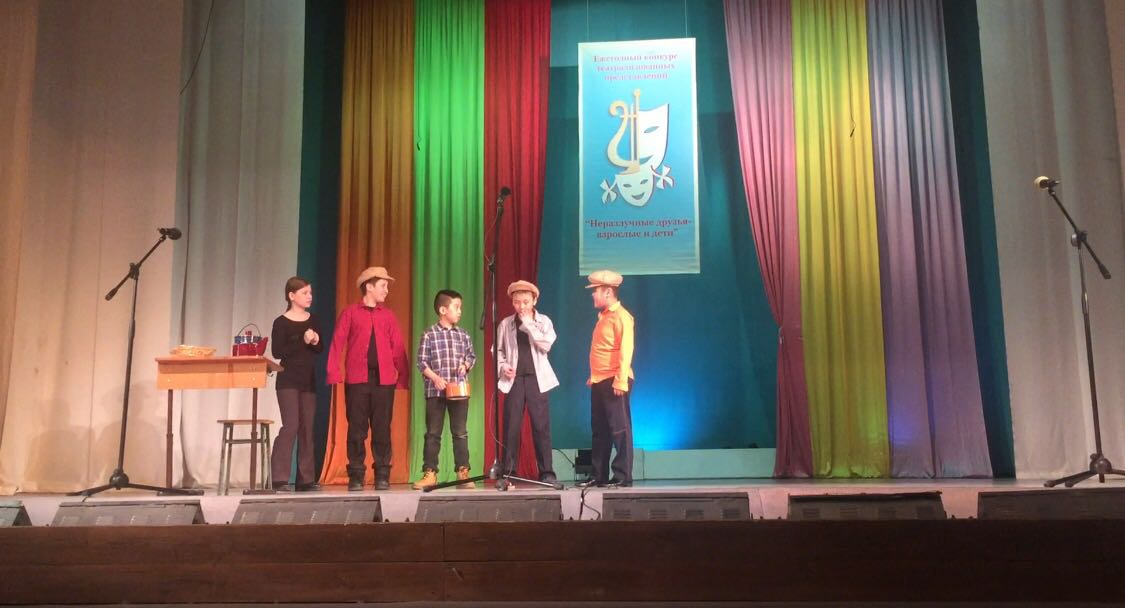 Ежегодный конкурс
театрализованных
представлений
"Неразлучные друзья-
взрослые и дети"